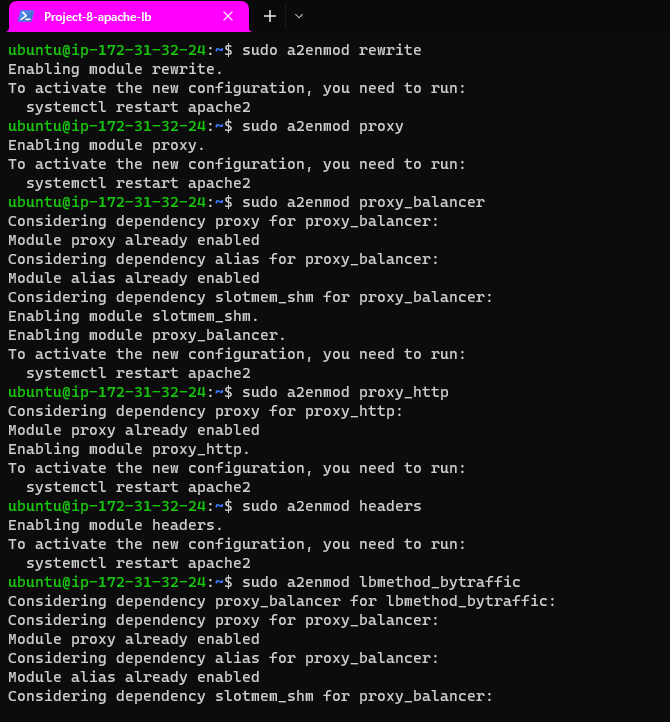 Project-8-apache-lb
ubuntu@ip-172-31-32-24:~$ sudo a2enmod rewrite
Enabling module rewrite.
To activate the new configuration, you need to run:
  systemctl restart apache2
ubuntu@ip-172-31-32-24:~$ sudo a2enmod proxy
Enabling module proxy.
To activate the new configuration, you need to run:
  systemctl restart apache2
ubuntu@ip-172-31-32-24:~$ sudo a2enmod proxy_balancer
Considering dependency proxy for proxy_balancer:
Module proxy already enabled
Considering dependency alias for proxy_balancer:
Module alias already enabled
Considering dependency slotmem_shm for proxy_balancer:
Enabling module slotmem_shm.
Enabling module proxy_balancer.
To activate the new configuration, you need to run:
  systemctl restart apache2
ubuntu@ip-172-31-32-24:~$ sudo a2enmod proxy_http
Considering dependency proxy for proxy_http:
Module proxy already enabled
Enabling module proxy_http.
To activate the new configuration, you need to run:
  systemctl restart apache2
ubuntu@ip-172-31-32-24:~$ sudo a2enmod headers
Enabling module headers.
To activate the new configuration, you need to run:
  systemctl restart apache2
ubuntu@ip-172-31-32-24:~$ sudo a2enmod lbmethod_bytraffic
Considering dependency proxy_balancer for lbmethod_bytraffic:
Considering dependency proxy for proxy_balancer:
Module proxy already enabled
Considering dependency alias for proxy_balancer:
Module alias already enabled
Considering dependency slotmem_shm for proxy_balancer: